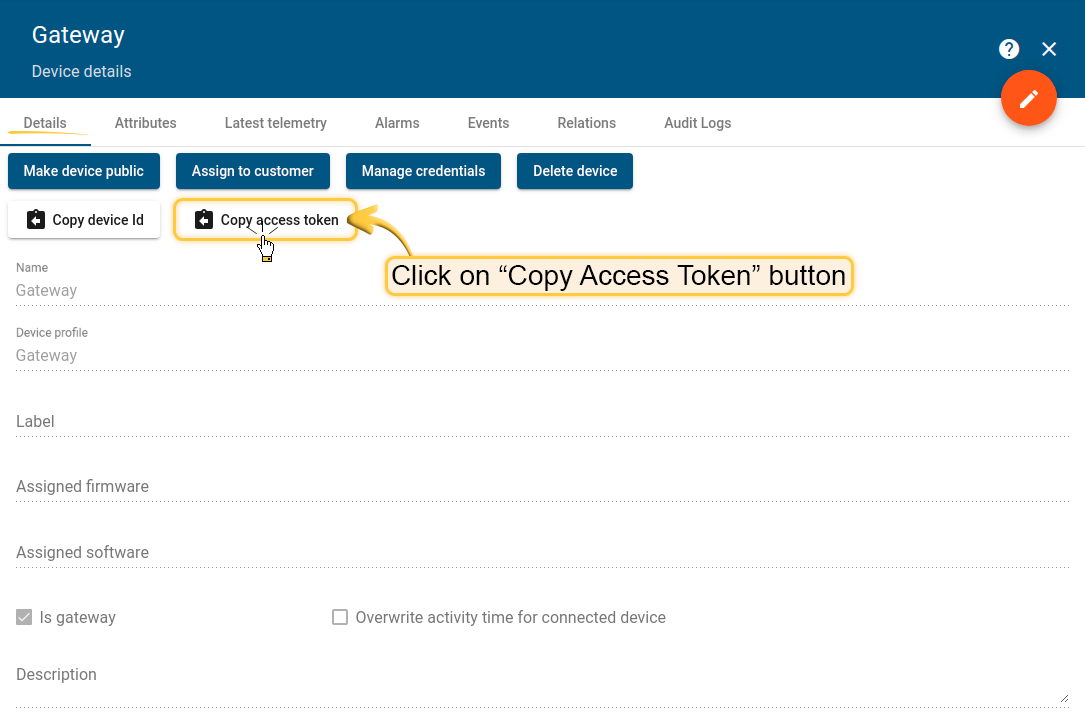 Gateway
?
Device details
Details Attributes Latest telemetry Alarms Events Relations Audit Logs
Make device public Assign to customer Manage credentials Delete device
Copy device Id Copy access token
Click on “Copy Access Token” button
Name
Gateway
Device profile
Gateway
Label
Assigned firmware
Assigned software
Is gateway Overwrite activity time for connected device
Description